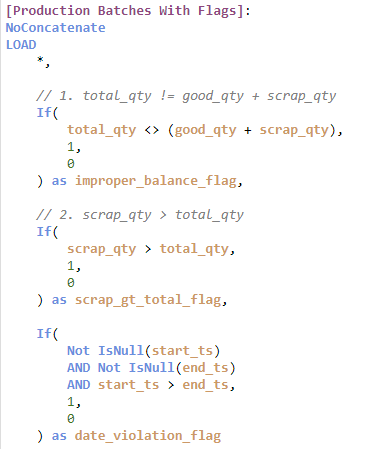 [Production Batches With Flags]:
NoConcatenate
LOAD
    *,

    // 1. total_qty != good_qty + scrap_qty
    If(
        total_qty <> (good_qty + scrap_qty),
        1,
        0
    ) as improper_balance_flag,

    // 2. scrap_qty > total_qty
    If(
        scrap_qty > total_qty,
        1,
        0
    ) as scrap_gt_total_flag,

    If(
        Not IsNull(start_ts)
        AND Not IsNull(end_ts)
        AND start_ts > end_ts,
        1,
        0
    ) as date_violation_flag